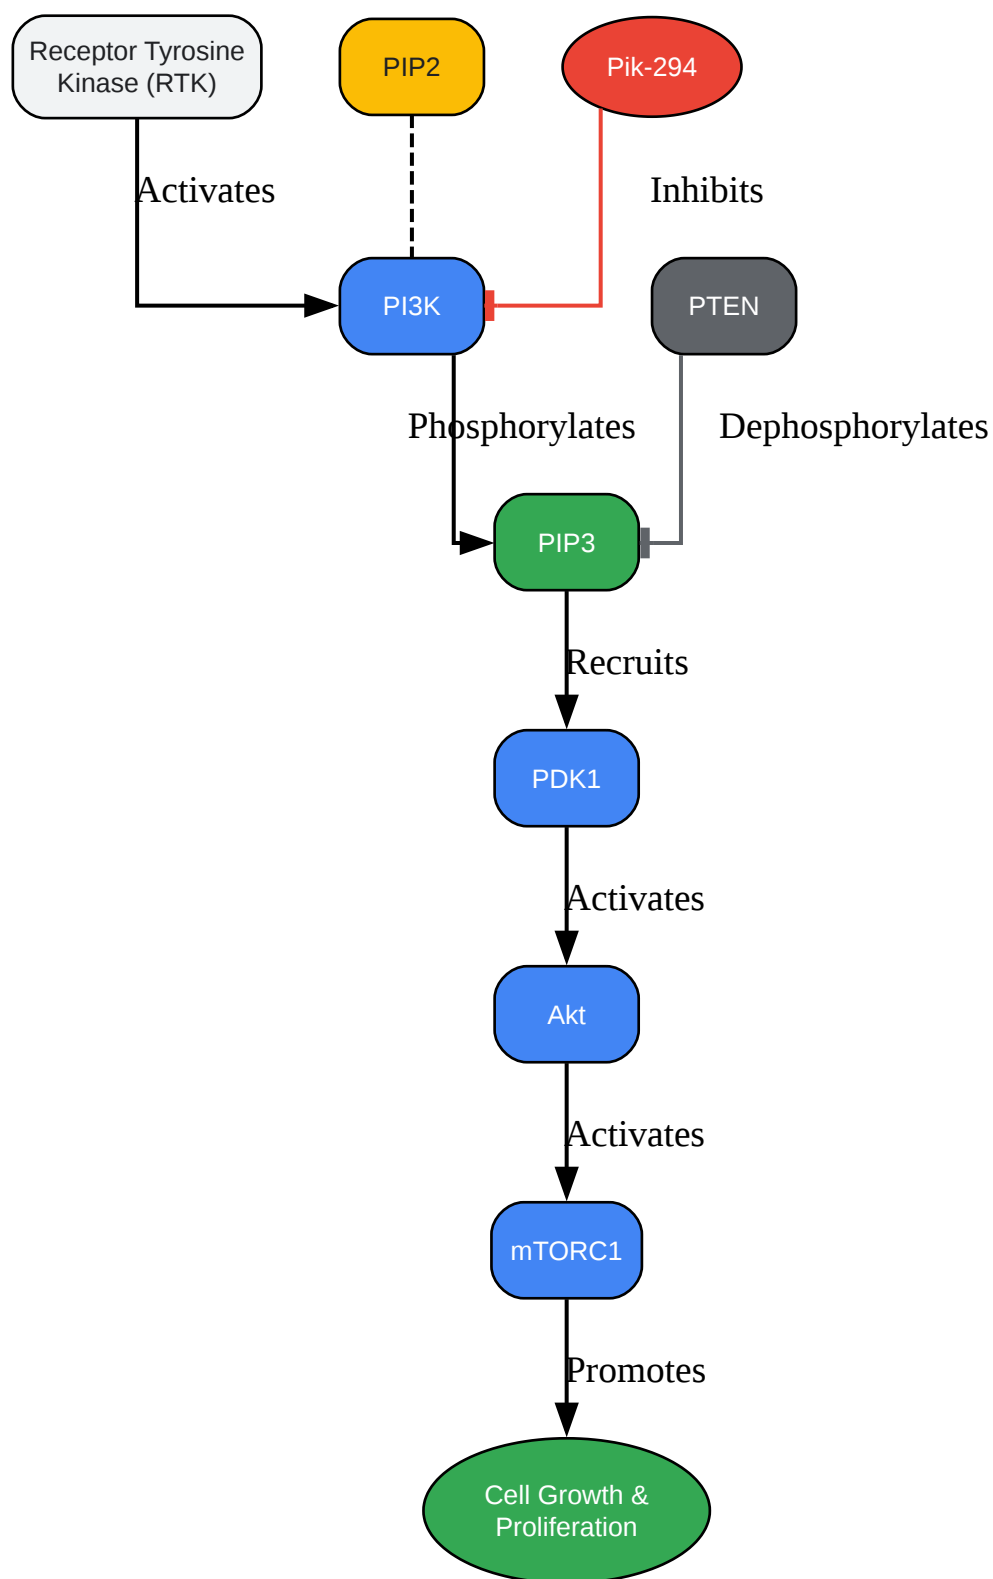 Receptor Tyrosine
Kinase (RTK)
PIP2
Pik-294
Activates
Inhibits
PI3K
PTEN
Phosphorylates
Dephosphorylates
PIP3
Recruits
PDK1
Activates
Akt
Activates
mTORC1
Promotes
Cell Growth &
Proliferation